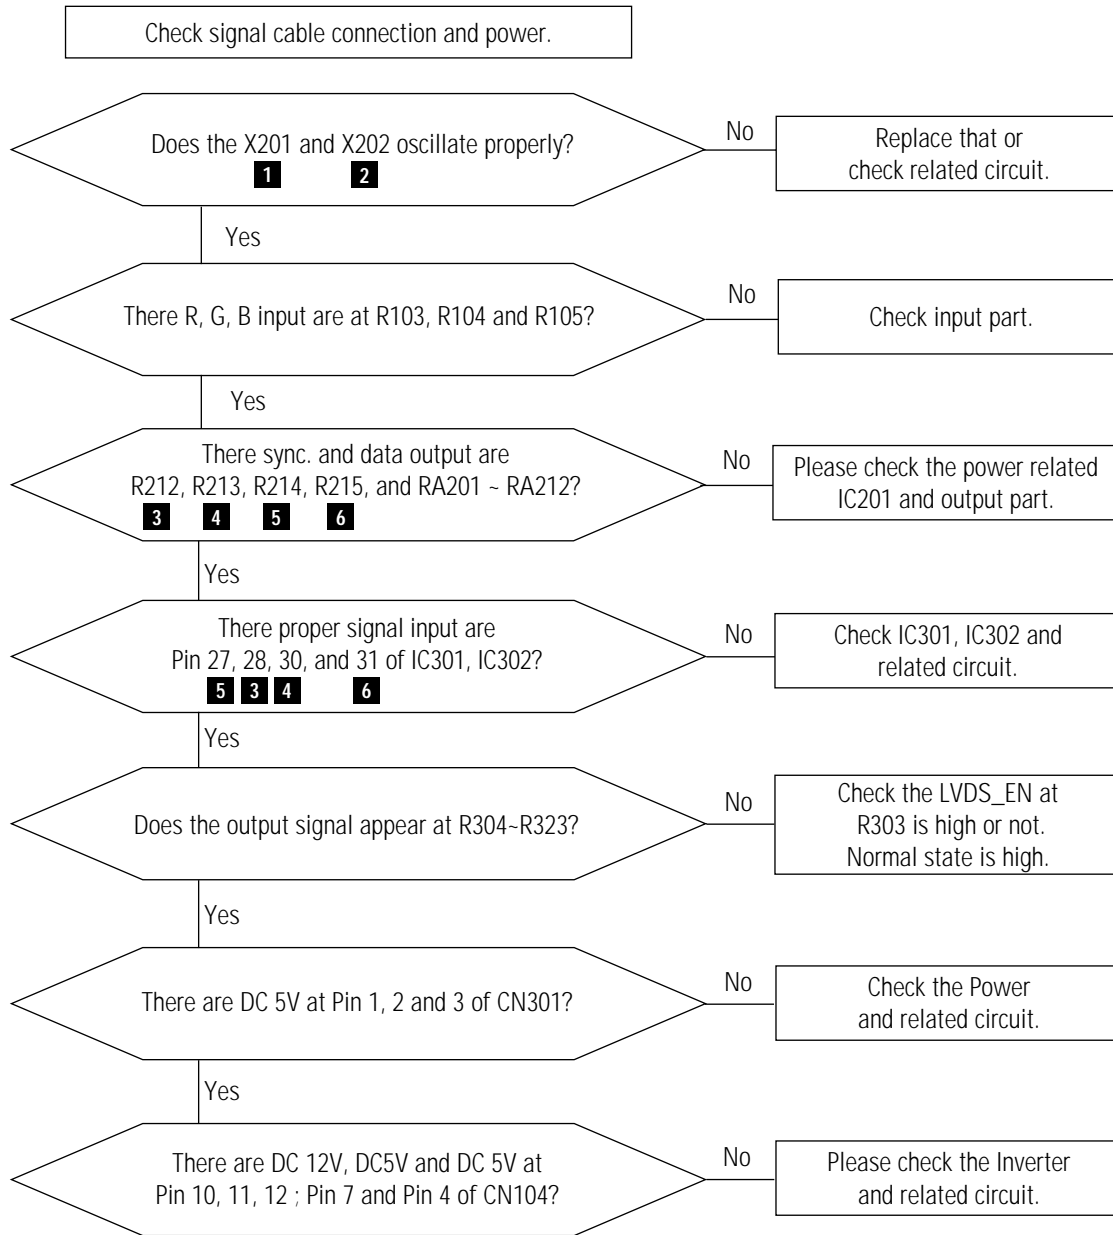 Check signal cable connection and power.
Does the X201 and X202 oscillate properly?
1 2
No
Replace that or
check related circuit.
Yes
There R, G, B input are at R103, R104 and R105?
No
Check input part.
Yes
There sync. and data output are
R212, R213, R214, R215, and RA201 ~ RA212?
3 4 5 6
No
Please check the power related
IC201 and output part.
Yes
There proper signal input are
Pin 27, 28, 30, and 31 of IC301, IC302?
5 3 4 6
No
Check IC301, IC302 and
related circuit.
Yes
Does the output signal appear at R304~R323?
No
Check the LVDS_EN at
R303 is high or not.
Normal state is high.
Yes
There are DC 5V at Pin 1, 2 and 3 of CN301?
No
Check the Power
and related circuit.
Yes
There are DC 12V, DC5V and DC 5V at
Pin 10, 11, 12 ; Pin 7 and Pin 4 of CN104?
No
Please check the Inverter
and related circuit.